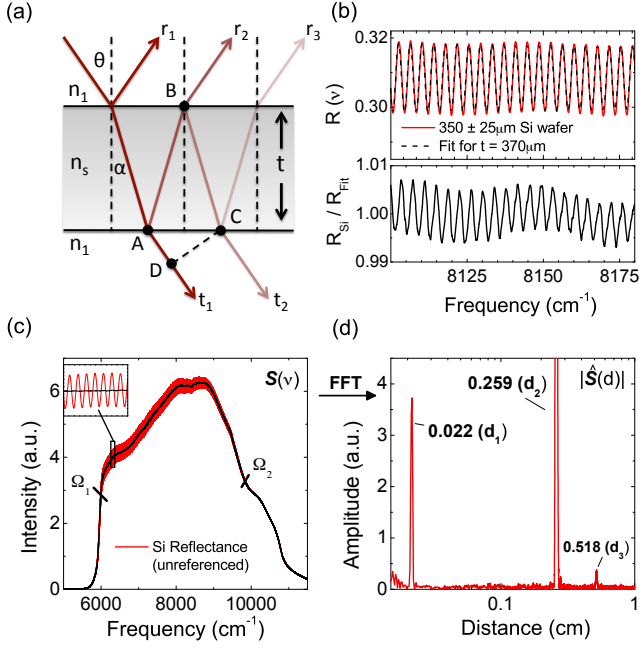 (a)
θ
r1
r2
r3
n1
B
ns
α
t
n1
A
C
D
t1
t2
(b)
R (ν)
0.32
0.30
350 ± 25µm Si wafer
Fit for t = 370µm
RSi / RFit
1.01
1.00
0.99
8125
8150
8175
Frequency (cm-1)
(c)
S(ν)
Intensity (a.u.)
6
4
2
0
Ω1
Ω2
Si Reflectance
(unreferenced)
6000
8000
10000
Frequency (cm-1)
FFT
(d)
|Ŝ(d)|
Amplitude (a.u.)
4
3
2
1
0
0.259 (d2)
0.022 (d1)
0.518 (d3)
0.1
1
Distance (cm)